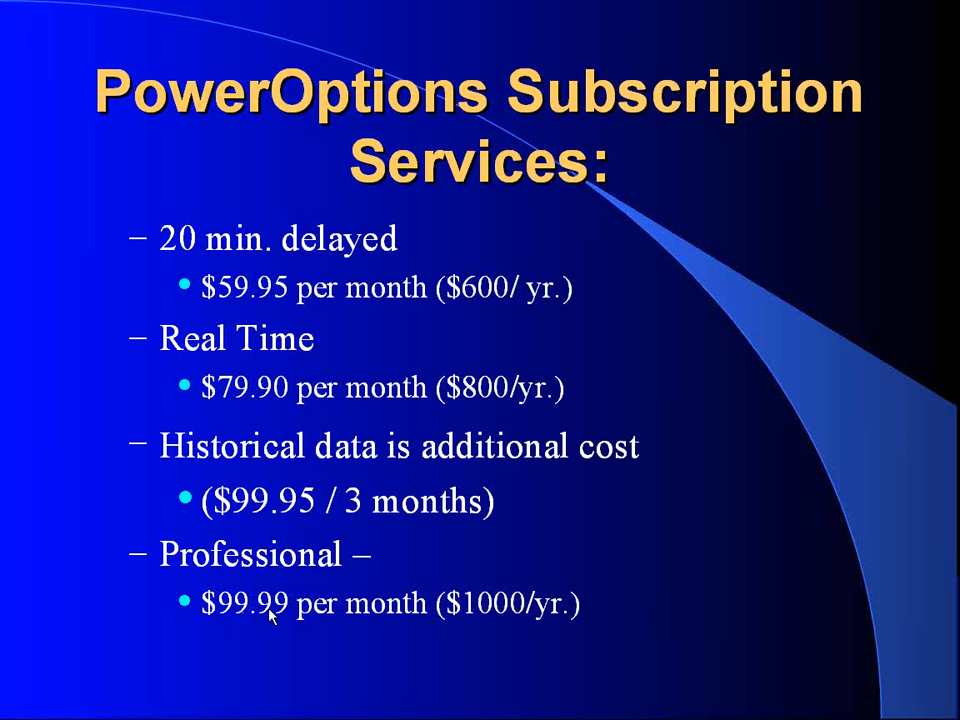 PowerOptions Subscription
Services:
– 20 min. delayed
• $59.95 per month ($600/ yr.)
– Real Time
• $79.90 per month ($800/yr.)
– Historical data is additional cost
• ($99.95 / 3 months)
– Professional –
• $99.99 per month ($1000/yr.)